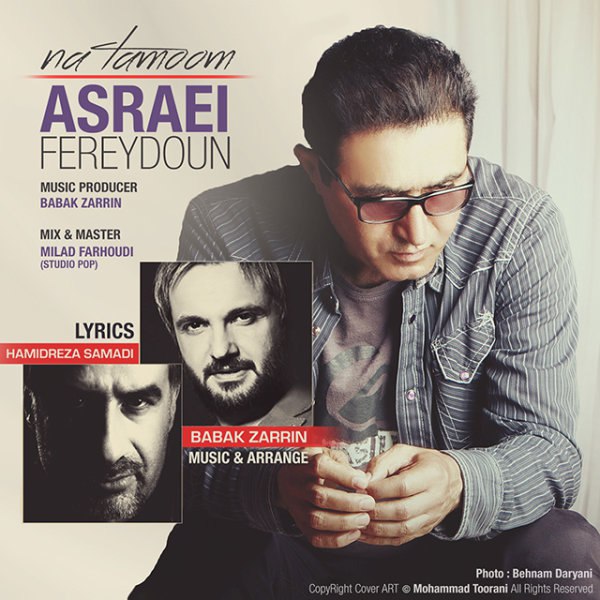 na tamoom
ASRAEI
FEREYDOUN
MUSIC PRODUCER
BABAK ZARRIN
MIX & MASTER
MILAD FARHOUDI
(STUDIO POP)
LYRICS
HAMIDREZA SAMADI
BABAK ZARRIN
MUSIC & ARRANGE
Photo : Behnam Daryani
CopyRight Cover ART © Mohammad Toorani All Rights Reserved